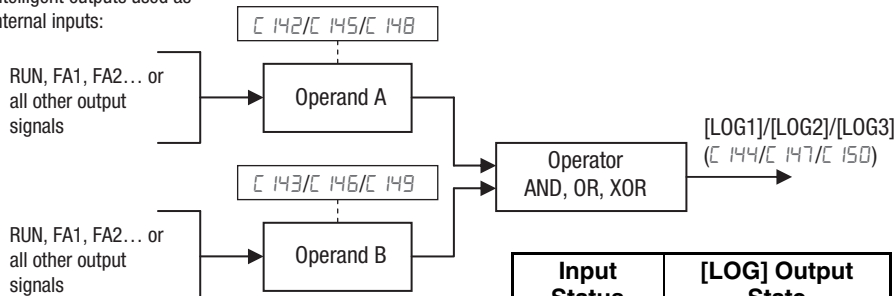 intelligent outputs used as
internal inputs:
C 142/C 145/C 148
RUN, FA1, FA2... or
all other output
signals
Operand A
[LOG1]/[LOG2]/[LOG3]
(C 144/C 147/C 150)
Operator
AND, OR, XOR
C 143/C 146/C 149
RUN, FA1, FA2... or
all other output
signals
Operand B
Input
Status
[LOG] Output
State